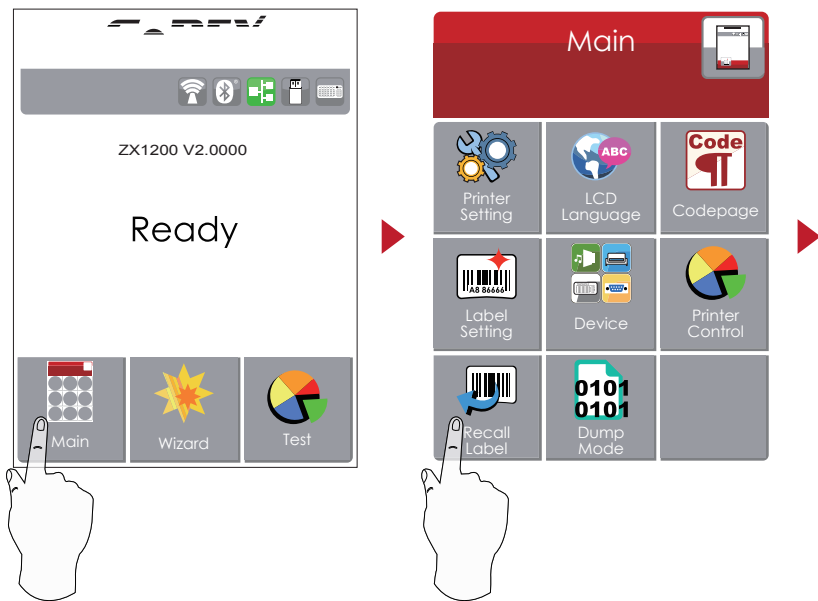 ZX1200 V2.0000
Ready
Main
Wizard
Test
Main
Printer
Setting
ABC
LCD
Language
Code
Codepage
A8 86666
Label
Setting
Device
Printer
Control
Recall
Label
0101
0101
Dump
Mode